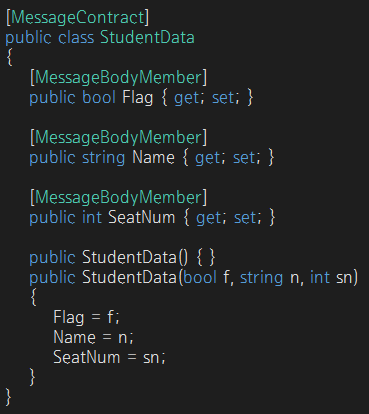 [MessageContract]
public class StudentData
{
[MessageBodyMember]
public bool Flag { get; set; }
[MessageBodyMember]
public string Name { get; set; }
[MessageBodyMember]
public int SeatNum { get; set; }
public StudentData() { }
public StudentData(bool f, string n, int sn)
{
Flag = f;
Name = n;
SeatNum = sn;
}
}